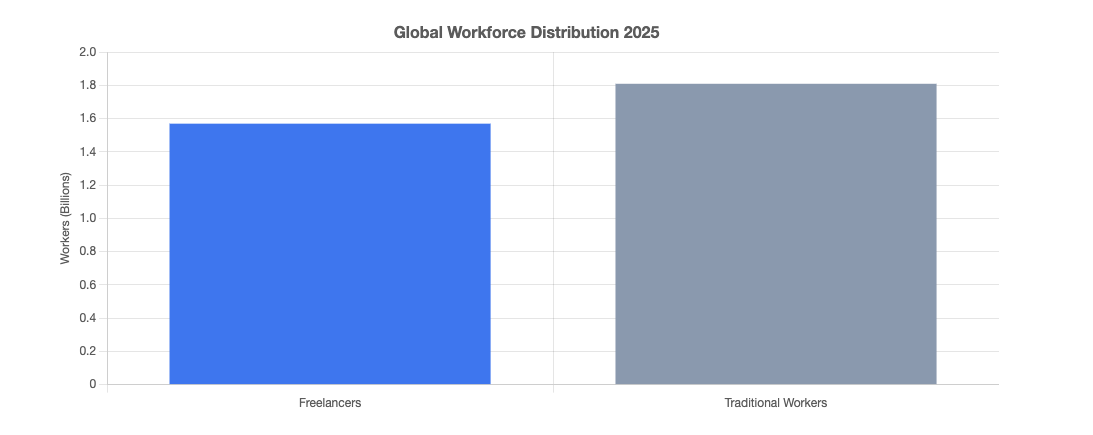 Global Workforce Distribution 2025
Workers (Billions)
2.0
1.8
1.6
1.4
1.2
1.0
0.8
0.6
0.4
0.2
0
Freelancers
Traditional Workers